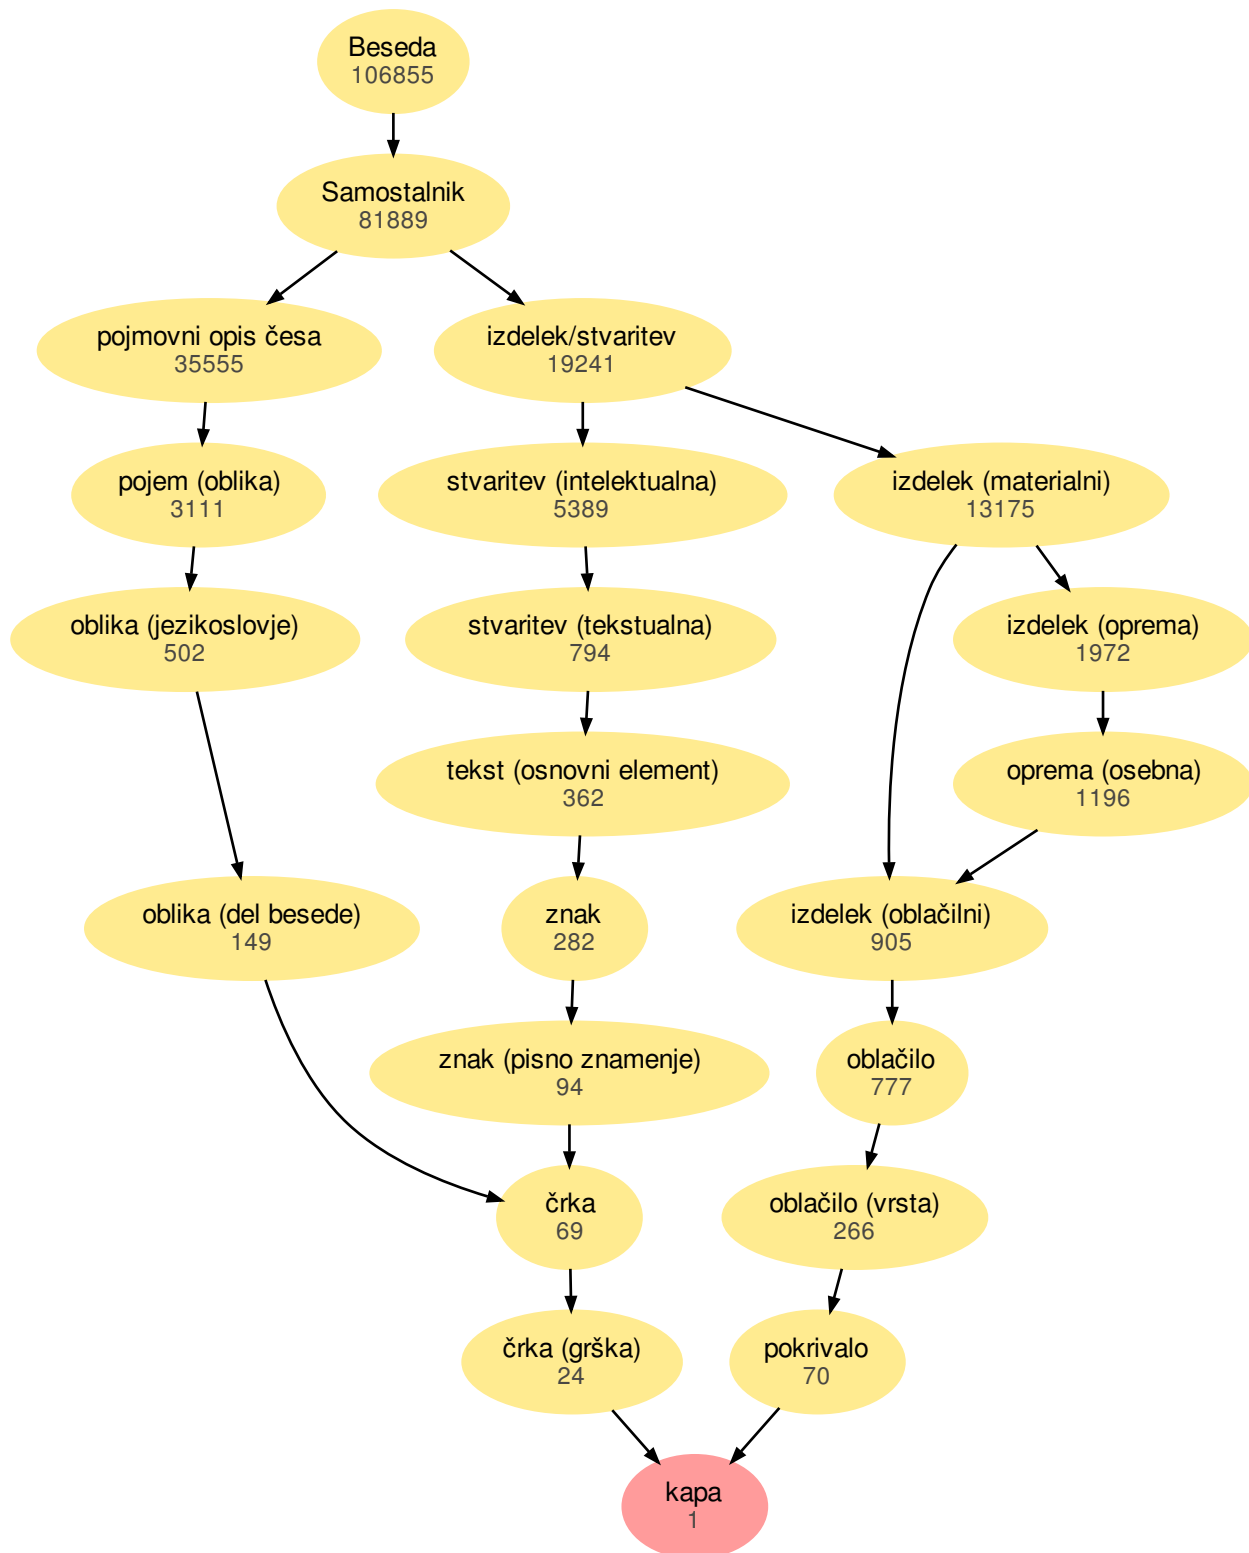 Beseda
106855
Samostalnik
81889
pojmovni opis česa
35555
izdelek/stvaritev
19241
pojem (oblika)
3111
stvaritev (intelektualna)
5389
izdelek (materialni)
13175
oblika (jezikoslovje)
502
stvaritev (tekstualna)
794
izdelek (oprema)
1972
tekst (osnovni element)
362
oprema (osebna)
1196
oblika (del besede)
149
znak
282
izdelek (oblačilni)
905
znak (pisno znamenje)
94
oblačilo
777
črka
69
oblačilo (vrsta)
266
črka (grška)
24
pokrivalo
70
kapa
1